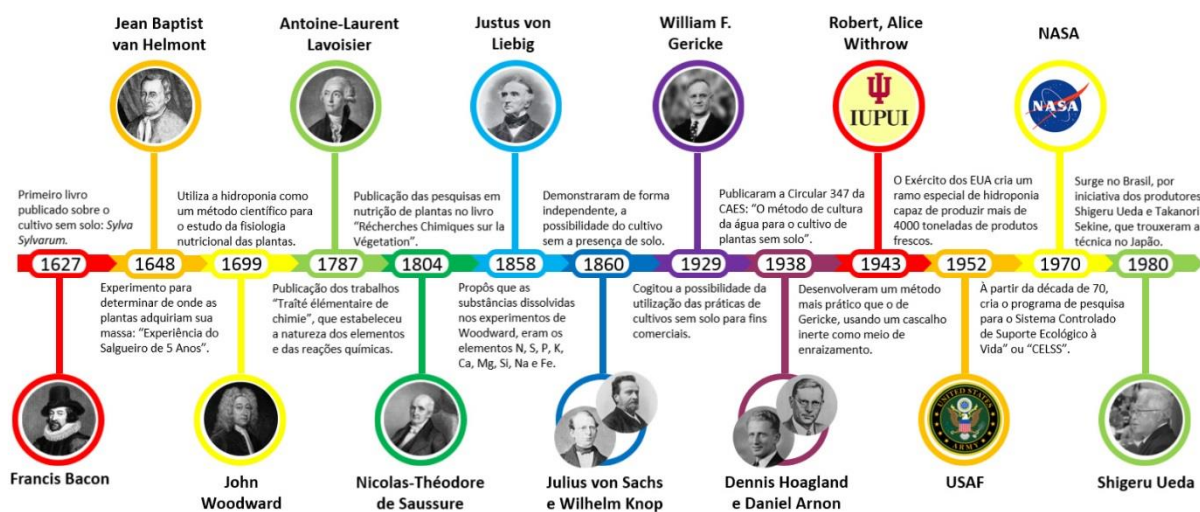 Jean Baptist
van Helmont
Antoine-Laurent
Lavoisier
Justus von
Liebig
William F.
Gericke
Robert, Alice
Withrow
NASA
IUPUI
NASA
Primeiro livro
publicado sobre o
cultivo sem solo: Sylva
Sylvarum.
Utiliza a hidroponia como
um método científico para
o estudo da fisiologia
nutricional das plantas.
Publicação das pesquisas em
nutrição de plantas no livro
“Récherches Chimiques sur la
Végetation”.
Demonstraram de forma
independente, a
possibilidade do cultivo
sem a presença de solo.
Publicaram a Circular 347 da
CAES: “O método de cultura
da água para o cultivo de
plantas sem solo”.
O Exército dos EUA cria um
ramo especial de hidroponia
capaz de produzir mais de
4000 toneladas de produtos
frescos.
Surge no Brasil, por
iniciativa dos produtores
Shigeru Ueda e Takanori
Sekine, que trouxeram a
técnica no Japão.
1627
1648
1699
1787
1804
1858
1860
1929
1938
1943
1952
1970
1980
Experimento para
determinar de onde as
plantas adquiriam sua
massa: “Experiência do
Salgueiro de 5 Anos”.
Publicação dos trabalhos
“Traîté élémentaire de
chimie”, que estabeleceu
a natureza dos elementos
e das reações químicas.
Propôs que as
substâncias dissolvidas
nos experimentos de
Woodward, eram os
elementos N, S, P, K,
Ca, Mg, Si, Na e Fe.
Cogitou a possibilidade da
utilização das práticas de
cultivos sem solo para fins
comerciais.
Desenvolveram um método
mais prático que o de
Gericke, usando um cascalho
inerte como meio de
enraizamento.
À partir da década de 70,
cria o programa de pesquisa
para o Sistema Controlado
de Suporte Ecológico à
Vida” ou “CELSS”.
UNITED STATES
ARMY
Francis Bacon
John
Woodward
Nicolas-Théodore
de Saussure
Julius von Sachs
e Wilhelm Knop
Dennis Hoagland
e Daniel Arnon
USAF
Shigeru Ueda